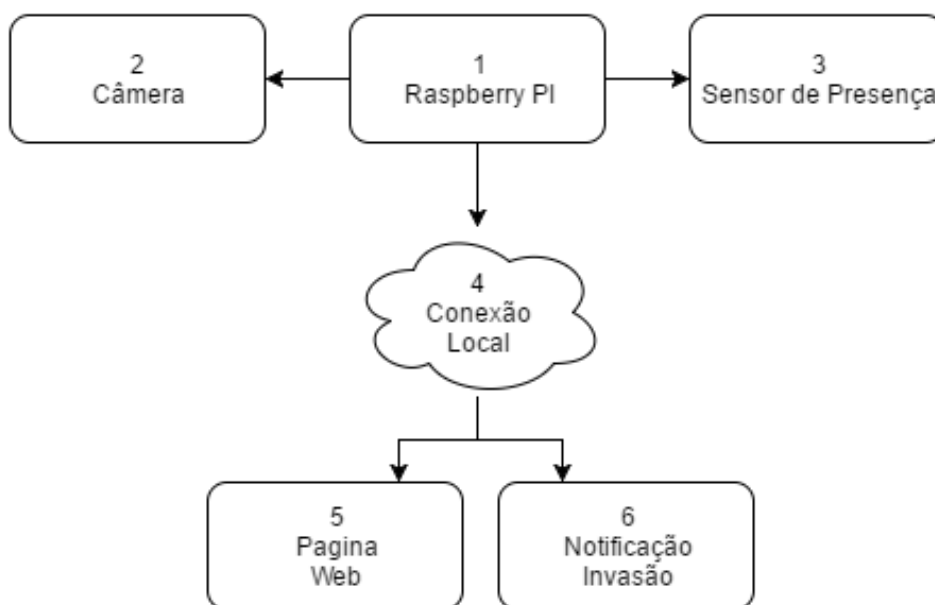 2
Câmera
1
Raspberry PI
3
Sensor de Presença
4
Conexão
Local
5
Pagina
Web
6
Notificação
Invasão